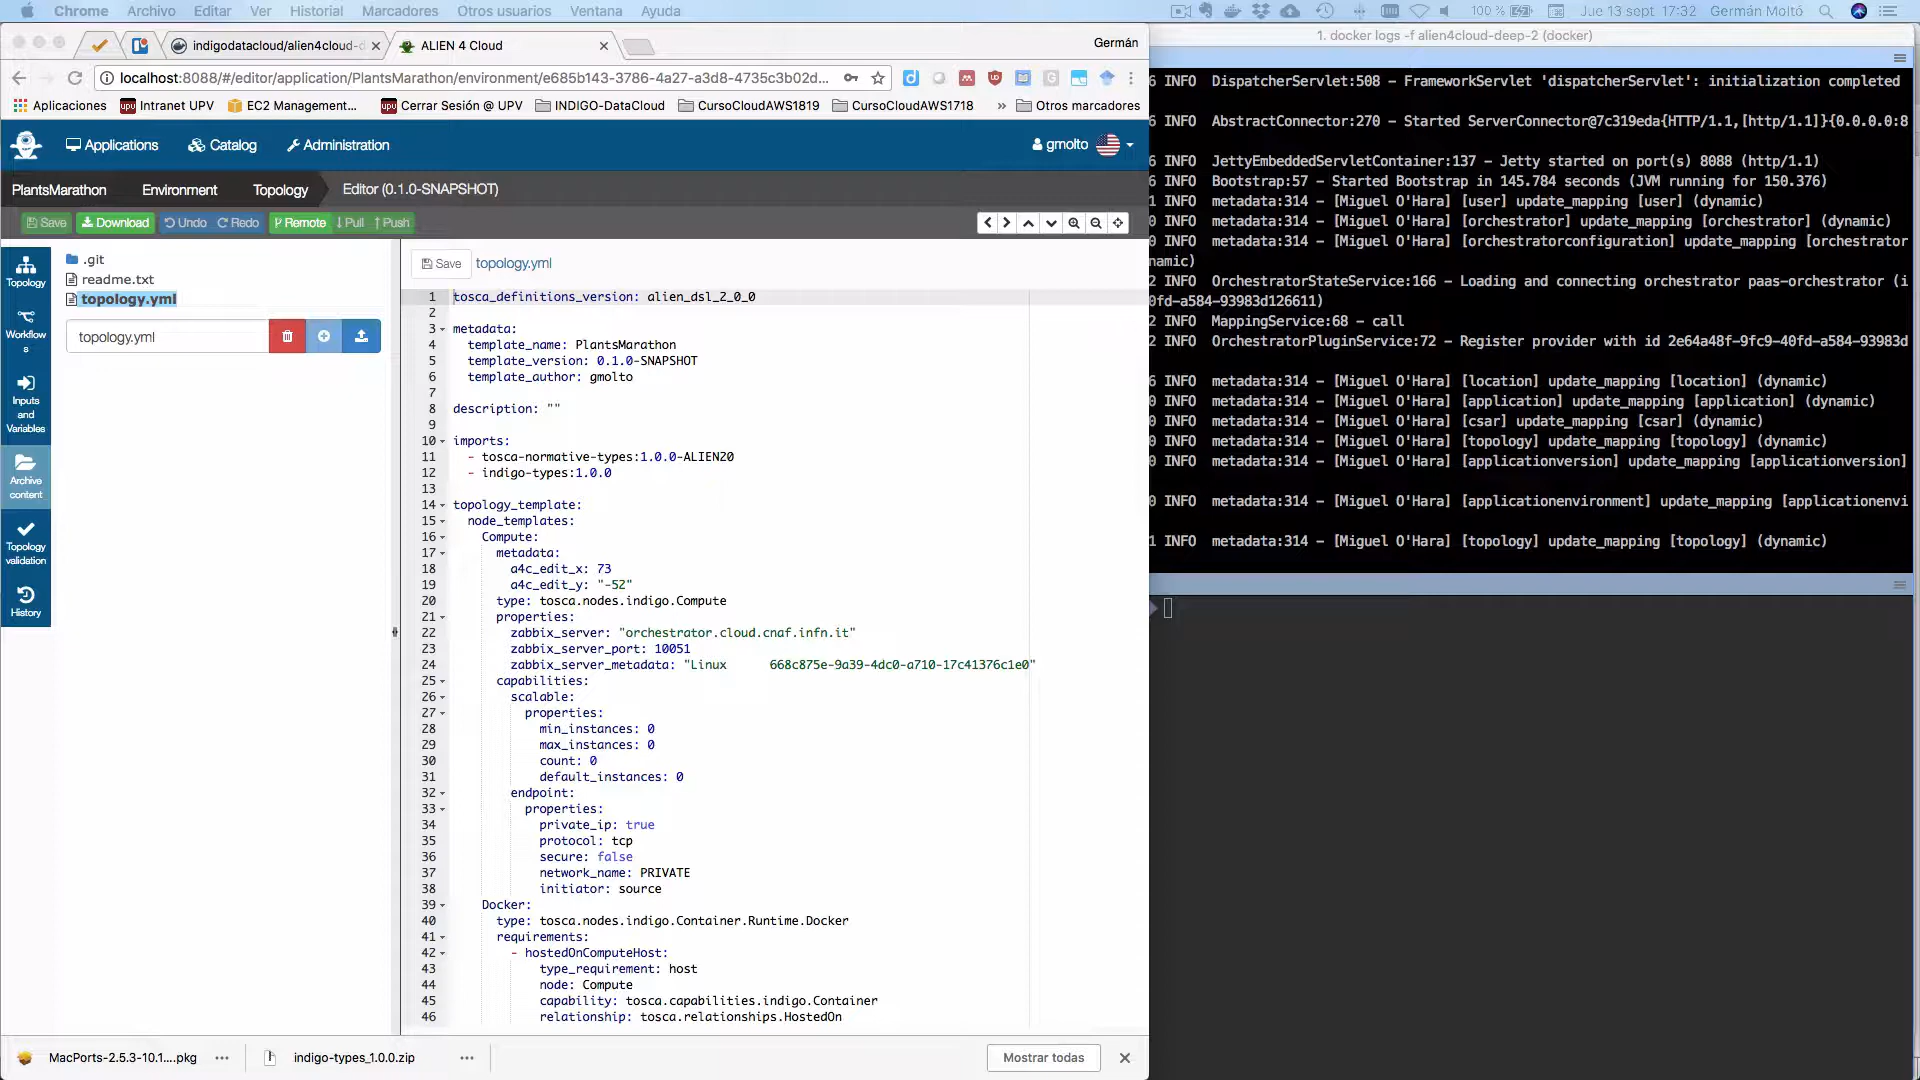 Chrome Archivo Editar Ver Historial Marcadores Otros usuarios Ventana Ayuda
100 % Jue 13 sept 17:32 Germán Moltó
indigodatacloud/alien4cloud-d
ALIEN 4 Cloud
Germán
1. docker logs -f alien4cloud-deep-2 (docker)
localhost:8088/#/editor/application/PlantsMarathon/environment/e685b143-3786-4a27-a3d8-4735c3b02d...
Aplicaciones Intranet UPV EC2 Management... Cerrar Sesión @ UPV INDIGO-DataCloud CursoCloudAWS1819 CursoCloudAWS1718 » Otros marcadores
Applications Catalog Administration gmolto
PlantsMarathon Environment Topology Editor (0.1.0-SNAPSHOT)
Save Download Undo Redo Remote Pull Push
Topology
Workflows
Inputs and Variables
Archive content
Topology validation
History
.git
readme.txt
topology.yml
topology.yml
Save topology.yml
1 tosca_definitions_version: alien_dsl_2_0_0
2
3 metadata:
4 template_name: PlantsMarathon
5 template_version: 0.1.0-SNAPSHOT
6 template_author: gmolto
7
8 description: ""
9
10 imports:
11 - tosca-normative-types:1.0.0-ALIEN20
12 - indigo-types:1.0.0
13
14 topology_template:
15 node_templates:
16 Compute:
17 metadata:
18 a4c_edit_x: 73
19 a4c_edit_y: "-52"
20 type: tosca.nodes.indigo.Compute
21 properties:
22 zabbix_server: "orchestrator.cloud.cnaf.infn.it"
23 zabbix_server_port: 10051
24 zabbix_server_metadata: "Linux 668c875e-9a39-4dc0-a710-17c41376c1e0"
25 capabilities:
26 scalable:
27 properties:
28 min_instances: 0
29 max_instances: 0
30 count: 0
31 default_instances: 0
32 endpoint:
33 properties:
34 private_ip: true
35 protocol: tcp
36 secure: false
37 network_name: PRIVATE
38 initiator: source
39 Docker:
40 type: tosca.nodes.indigo.Container.Runtime.Docker
41 requirements:
42 - hostedOnComputeHost:
43 type_requirement: host
44 node: Compute
45 capability: tosca.capabilities.indigo.Container
46 relationship: tosca.relationships.HostedOn
6 INFO DispatcherServlet:508 – FrameworkServlet 'dispatcherServlet': initialization completed
6 INFO AbstractConnector:270 – Started ServerConnector@7c319eda{HTTP/1.1,[http/1.1]}{0.0.0.0:8
6 INFO JettyEmbeddedServletContainer:137 – Jetty started on port(s) 8088 (http/1.1)
6 INFO Bootstrap:57 – Started Bootstrap in 145.784 seconds (JVM running for 150.376)
1 INFO metadata:314 – [Miguel O'Hara] [user] update_mapping [user] (dynamic)
0 INFO metadata:314 – [Miguel O'Hara] [orchestrator] update_mapping [orchestrator] (dynamic)
0 INFO metadata:314 – [Miguel O'Hara] [orchestratorconfiguration] update_mapping [orchestrator
namic)
2 INFO OrchestratorStateService:166 – Loading and connecting orchestrator paas-orchestrator (i
0fd-a584-93983d126611)
2 INFO MappingService:68 – call
2 INFO OrchestratorPluginService:72 – Register provider with id 2e64a48f-9fc9-40fd-a584-93983d
6 INFO metadata:314 – [Miguel O'Hara] [location] update_mapping [location] (dynamic)
0 INFO metadata:314 – [Miguel O'Hara] [application] update_mapping [application] (dynamic)
0 INFO metadata:314 – [Miguel O'Hara] [csar] update_mapping [csar] (dynamic)
0 INFO metadata:314 – [Miguel O'Hara] [topology] update_mapping [topology] (dynamic)
0 INFO metadata:314 – [Miguel O'Hara] [applicationversion] update_mapping [applicationversion]
0 INFO metadata:314 – [Miguel O'Hara] [applicationenvironment] update_mapping [applicationenvi
1 INFO metadata:314 – [Miguel O'Hara] [topology] update_mapping [topology] (dynamic)
MacPorts-2.5.3-10.1....pkg indigo-types_1.0.0.zip Mostrar todas